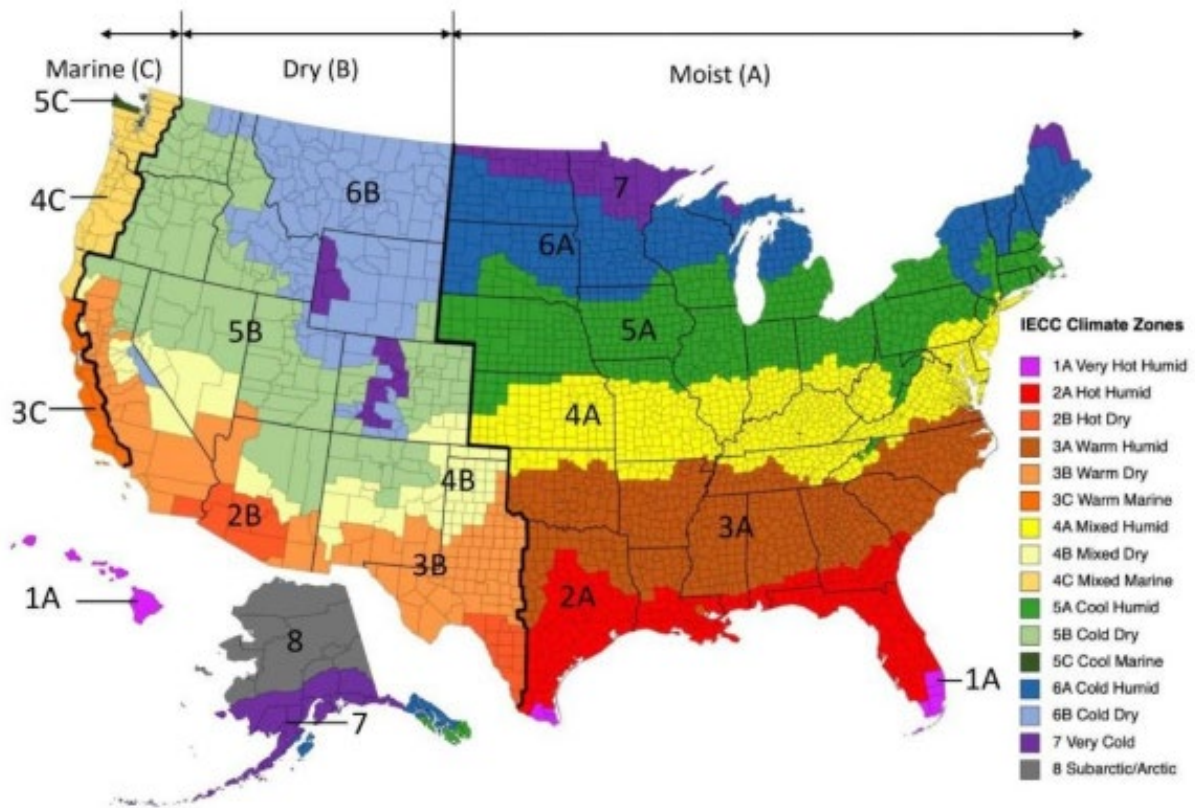 Marine (C)
Dry (B)
Moist (A)
5C
4C
6B
7
6A
5B
5A
3C
4A
4B
2B
3A
3B
2A
1A
8
7
1A
IECC Climate Zones
1A Very Hot Humid
2A Hot Humid
2B Hot Dry
3A Warm Humid
3B Warm Dry
3C Warm Marine
4A Mixed Humid
4B Mixed Dry
4C Mixed Marine
5A Cool Humid
5B Cold Dry
5C Cool Marine
6A Cold Humid
6B Cold Dry
7 Very Cold
8 Subarctic/Arctic